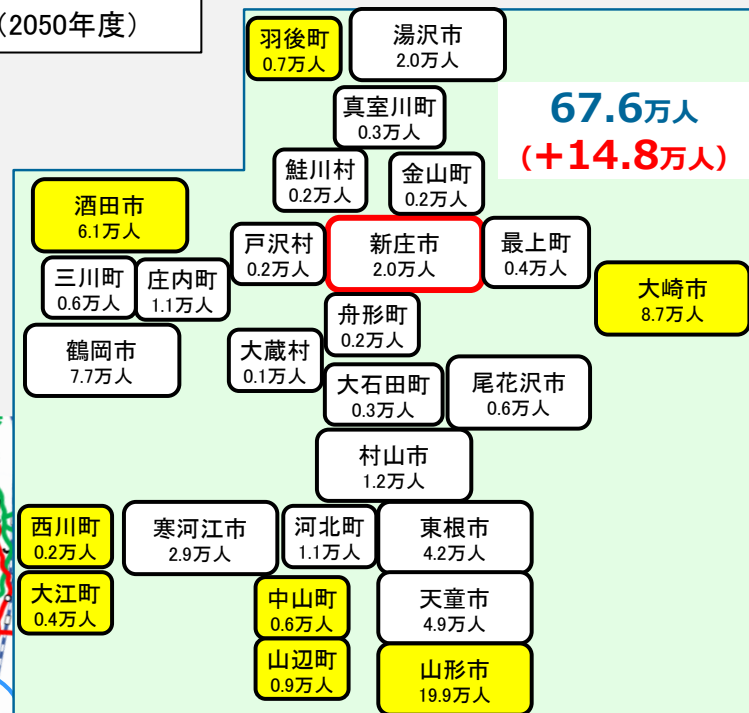 （2050年度）
羽後町
0.7万人
湯沢市
2.0万人
真室川町
0.3万人
67.6万人
（+14.8万人）
鮭川村
0.2万人
金山町
0.2万人
酒田市
6.1万人
戸沢村
0.2万人
新庄市
2.0万人
最上町
0.4万人
三川町
0.6万人
庄内町
1.1万人
大崎市
8.7万人
舟形町
0.2万人
鶴岡市
7.7万人
大蔵村
0.1万人
大石田町
0.3万人
尾花沢市
0.6万人
村山市
1.2万人
西川町
0.2万人
寒河江市
2.9万人
河北町
1.1万人
東根市
4.2万人
大江町
0.4万人
中山町
0.6万人
天童市
4.9万人
山辺町
0.9万人
山形市
19.9万人